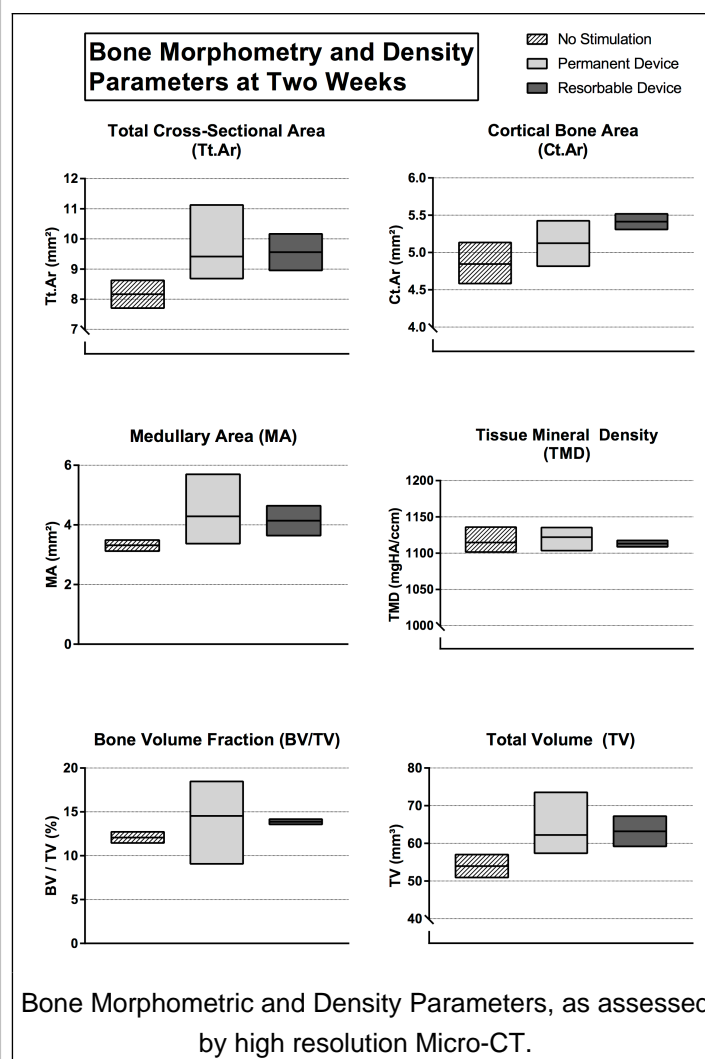 Bone Morphometry and Density
Parameters at Two Weeks
No Stimulation
Permanent Device
Resorbable Device
Total Cross-Sectional Area
(Tt.Ar)
Tt.Ar (mm²)
12
11
10
9
8
7
Cortical Bone Area
(Ct.Ar)
Ct.Ar (mm²)
6.0
5.5
5.0
4.5
4.0
Medullary Area (MA)
MA (mm²)
6
4
2
0
Tissue Mineral Density
(TMD)
TMD (mgHA/ccm)
1200
1150
1100
1050
1000
Bone Volume Fraction (BV/TV)
BV / TV (%)
20
15
10
5
0
Total Volume (TV)
TV (mm³)
80
70
60
50
40
Bone Morphometric and Density Parameters, as assessed
by high resolution Micro-CT.